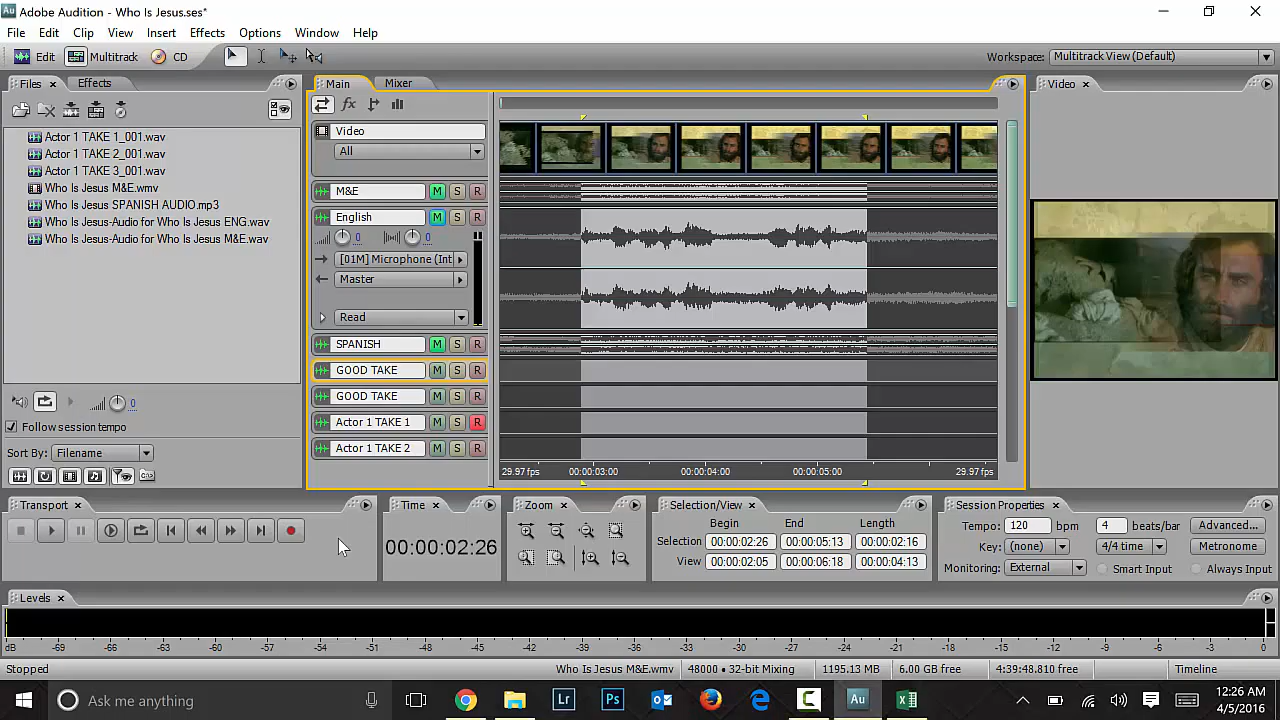 Au Adobe Audition - Who Is Jesus.ses*
File Edit Clip View Insert Effects Options Window Help
Edit Multitrack CD
Workspace: Multitrack View (Default)
Files Effects
Actor 1 TAKE 1_001.wav
Actor 1 TAKE 2_001.wav
Actor 1 TAKE 3_001.wav
Who Is Jesus M&E.wmv
Who Is Jesus SPANISH AUDIO.mp3
Who Is Jesus-Audio for Who Is Jesus ENG.wav
Who Is Jesus-Audio for Who Is Jesus M&E.wav
0
Follow session tempo
Sort By: Filename
Main Mixer
fx
Video
All
M&E M S R
English M S R
0 0
[01M] Microphone (Int
Master
Read
SPANISH M S R
GOOD TAKE M S R
GOOD TAKE M S R
Actor 1 TAKE 1 M S R
Actor 1 TAKE 2 M S R
29.97 fps 00:00:03:00 00:00:04:00 00:00:05:00 29.97 fps
Video
Transport
Time
00:00:02:26
Zoom
Selection/View
Begin End Length
Selection 00:00:02:26 00:00:05:13 00:00:02:16
View 00:00:02:05 00:00:06:18 00:00:04:13
Session Properties
Tempo: 120 bpm 4 beats/bar Advanced...
Key: (none) 4/4 time Metronome
Monitoring: External Smart Input Always Input
Levels
dB -69 -66 -63 -60 -57 -54 -51 -48 -45 -42 -39 -36 -33 -30 -27 -24 -21 -18 -15 -12 -9 -6 -3 0
Stopped
Who Is Jesus M&E.wmv 48000 • 32-bit Mixing 1195.13 MB 6.00 GB free 4:39:48.810 free Timeline
Ask me anything
Lr Ps Au
12:26 AM
4/5/2016